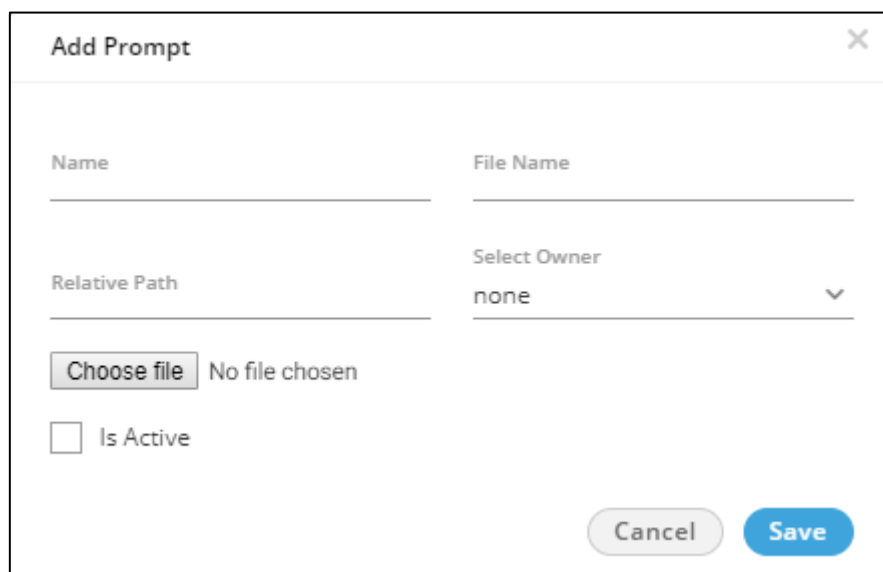 Add Prompt
Name
File Name
Select Owner
Relative Path
none
Choose file No file chosen
Is Active
Cancel
Save